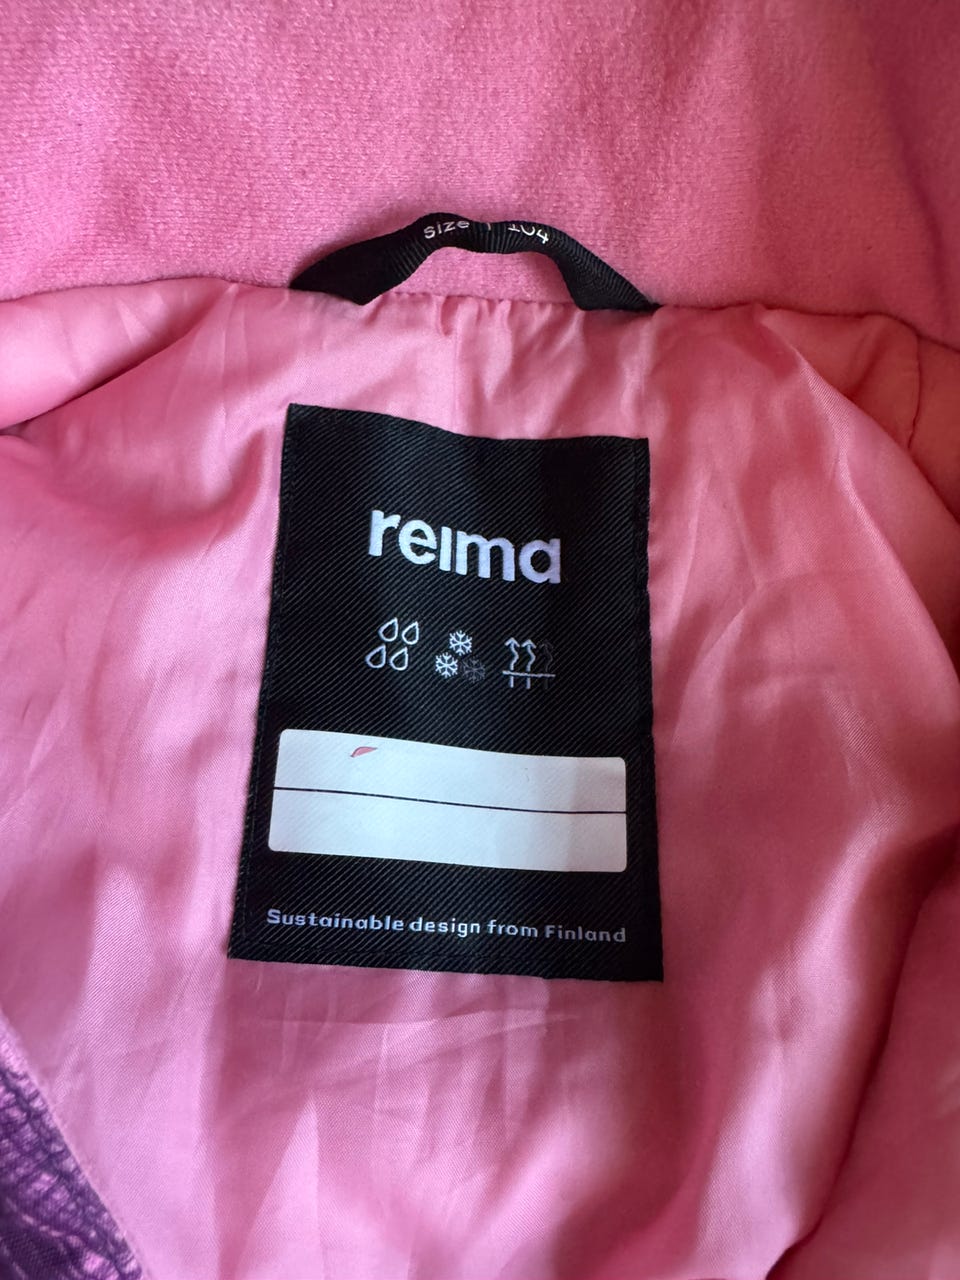 Size | 104
reima
Sustainable design from Finland